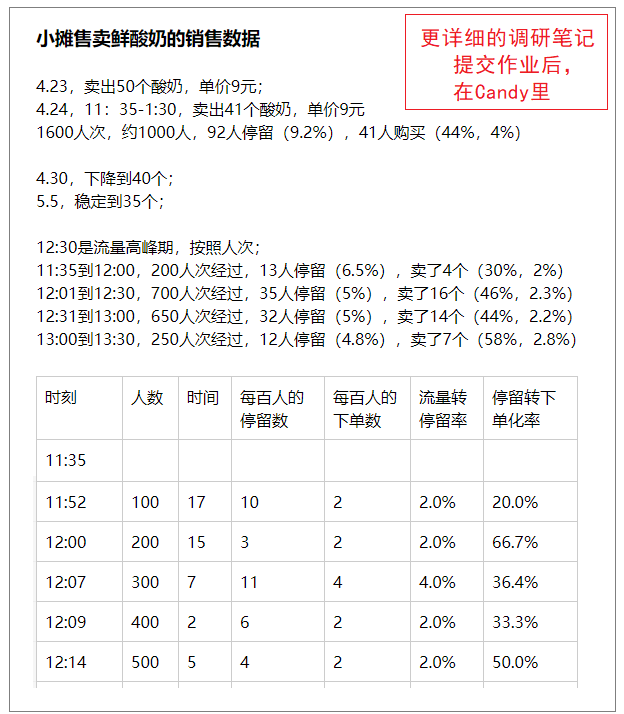 小摊售卖鲜酸奶的销售数据
更详细的调研笔记
提交作业后，
在Candy里
4.23，卖出50个酸奶，单价9元；
4.24，11：35-1:30，卖出41个酸奶，单价9元
1600人次，约1000人，92人停留（9.2%），41人购买（44%，4%）
4.30，下降到40个；
5.5，稳定到35个；
12:30是流量高峰期，按照人次；
11:35到12:00，200人次经过，13人停留（6.5%），卖了4个（30%，2%）
12:01到12:30，700人次经过，35人停留（5%），卖了16个（46%，2.3%）
12:31到13:00，650人次经过，32人停留（5%），卖了14个（44%，2.2%）
13:00到13:30，250人次经过，12人停留（4.8%），卖了7个（58%，2.8%）
时刻 人数 时间 每百人的停留数 每百人的下单数 流量转停留率 停留转下单化率
11:35
11:52 100 17 10 2 2.0% 20.0%
12:00 200 15 3 2 2.0% 66.7%
12:07 300 7 11 4 4.0% 36.4%
12:09 400 2 6 2 2.0% 33.3%
12:14 500 5 4 2 2.0% 50.0%